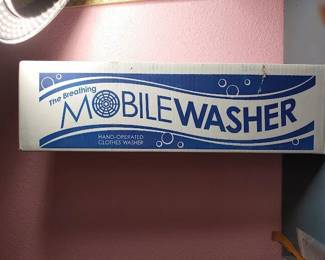 The Breathing
MOBILEWASHER
HAND-OPERATED
CLOTHES WASHER